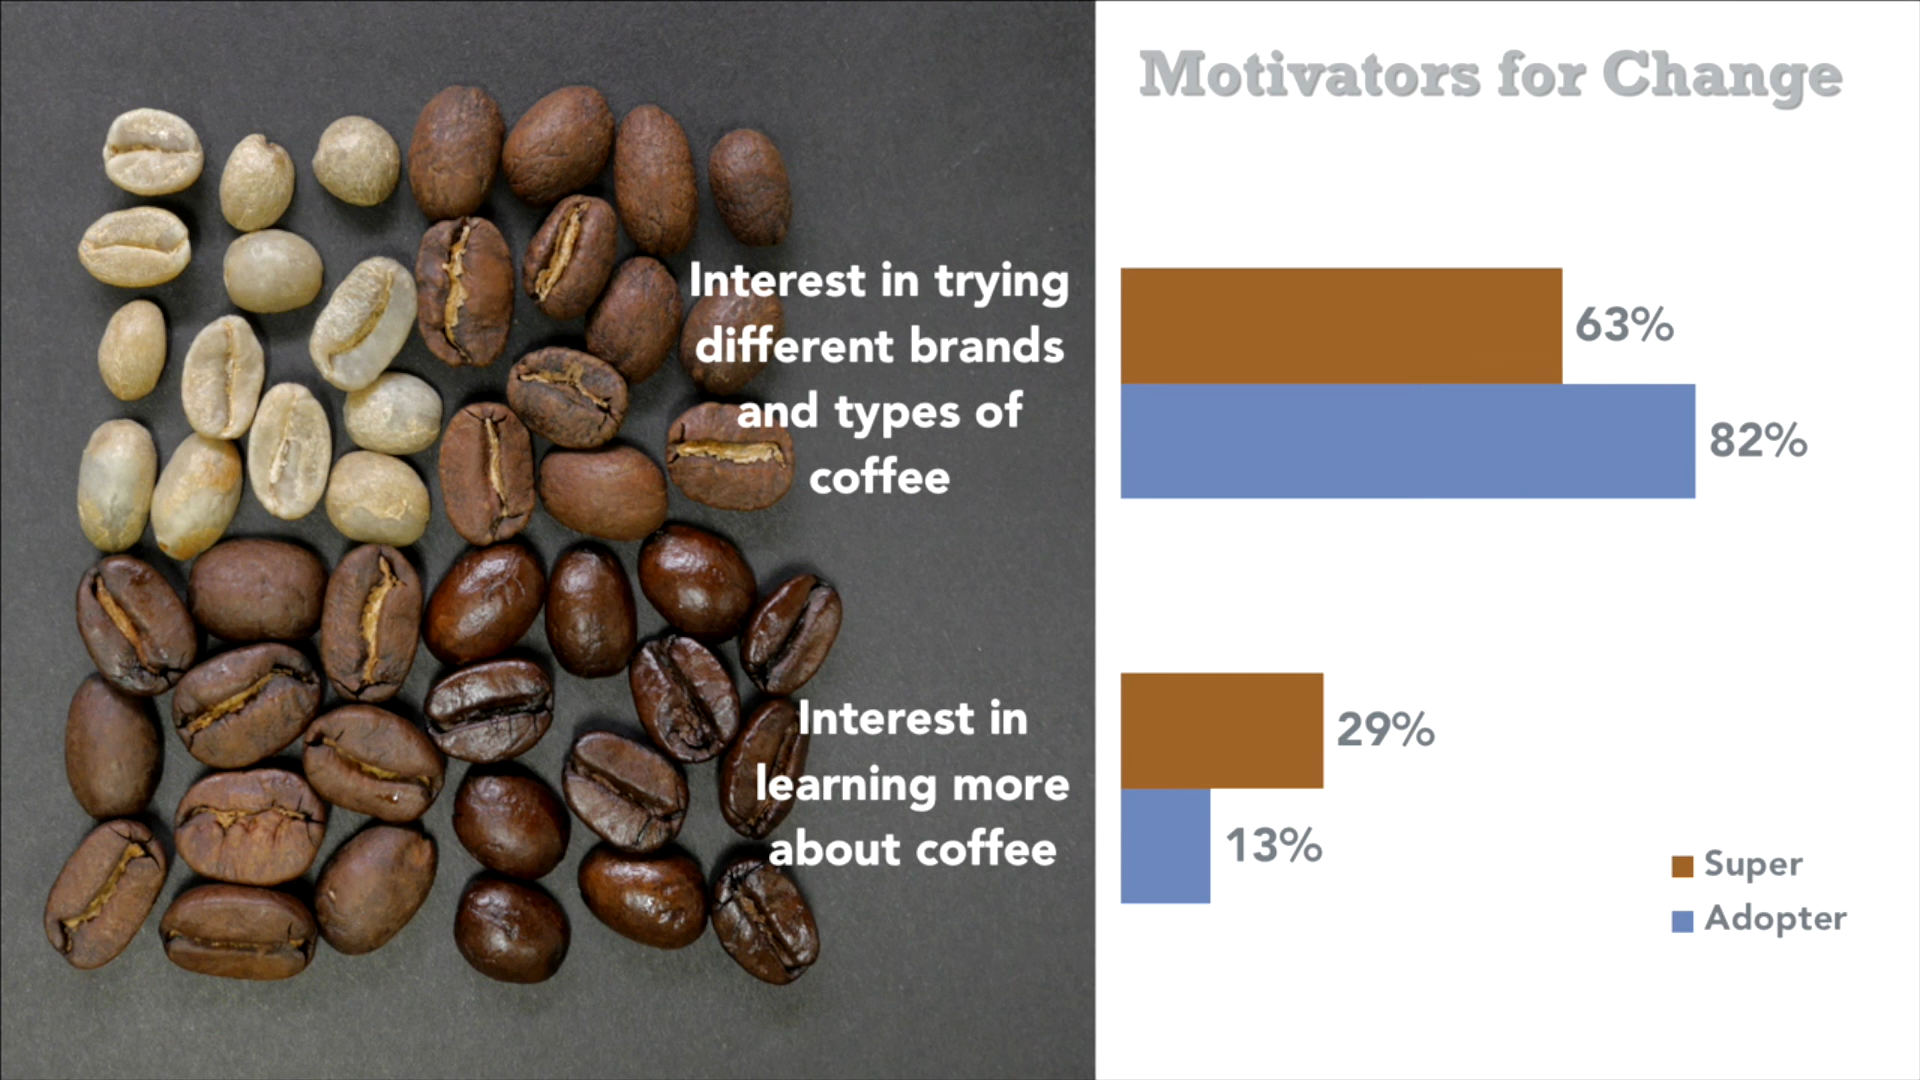 Motivators for Change
Interest in trying
different brands
and types of
coffee
63%
82%
Interest in
learning more
about coffee
29%
13%
Super
Adopter